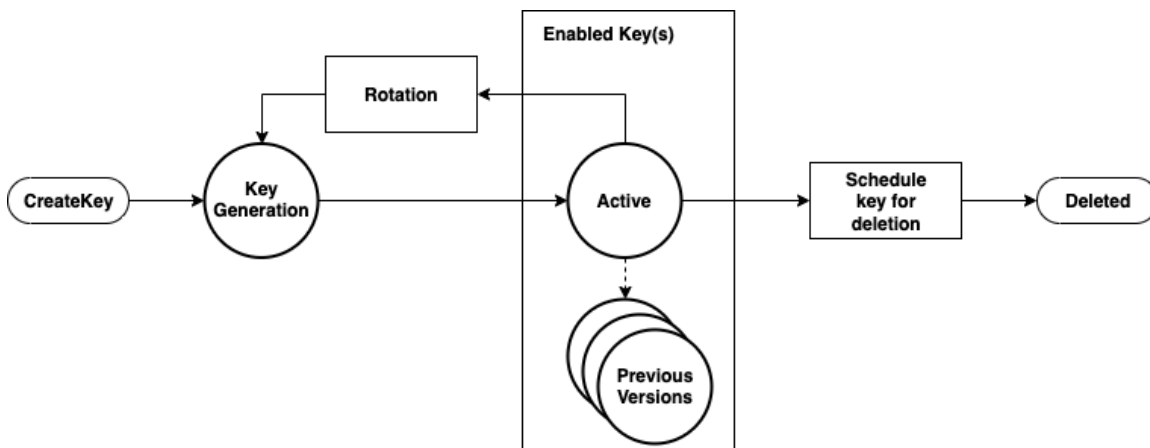 Enabled Key(s)
Rotation
CreateKey
Key
Generation
Active
Schedule
key for
deletion
Deleted
Previous
Versions